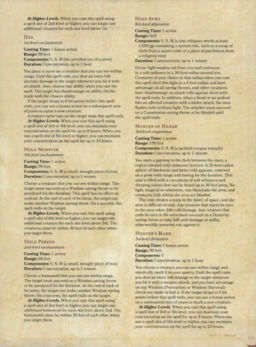 At Higher Levels. When you cast this spell using
a spell slot of 2nd level or higher, you can target one
additional creature for each slot level above 1st.
HEX
1st-level enchantment
Casting Time: 1 bonus action
Range: 90 feet
Components: V, S, M (the petrified eye of a newt)
Duration: Concentration, up to 1 hour
You place a curse on a creature that you can see within
range. Until the spell ends, you deal an extra 1d6
necrotic damage to the target whenever you hit it with
an attack. Also, choose one ability when you cast the
spell. The target has disadvantage on ability checks
made with the chosen ability.
If the target drops to 0 hit points before this spell
ends, you can use a bonus action on a subsequent turn
of yours to curse a new creature.
A remove curse cast on the target ends this spell early.
At Higher Levels. When you cast this spell using
a spell slot of 3rd or 4th level, you can maintain your
concentration on the spell for up to 8 hours. When you
use a spell slot of 5th level or higher, you can maintain
your concentration on the spell for up to 24 hours.
HOLD MONSTER
5th-level enchantment
Casting Time: 1 action
Range: 90 feet
Components: V, S, M (a small, straight piece of iron)
Duration: Concentration, up to 1 minute
Choose a creature that you can see within range. The
target must succeed on a Wisdom saving throw or be
paralyzed for the duration. This spell has no effect on
undead. At the end of each of its turns, the target can
make another Wisdom saving throw. On a success, the
spell ends on the target.
At Higher Levels. When you cast this spell using
a spell slot of 6th level or higher, you can target one
additional creature for each slot level above 5th. The
creatures must be within 30 feet of each other when
you target them.
HOLD PERSON
2nd-level enchantment
Casting Time: 1 action
Range: 60 feet
Components: V, S, M (a small, straight piece of iron)
Duration: Concentration, up to 1 minute
Choose a humanoid that you can see within range.
The target must succeed on a Wisdom saving throw
or be paralyzed for the duration. At the end of each of
its turns, the target can make another Wisdom saving
throw. On a success, the spell ends on the target.
At Higher Levels. When you cast this spell using
a spell slot of 3rd level or higher, you can target one
additional humanoid for each slot level above 2nd. The
humanoids must be within 30 feet of each other when
you target them.
HOLY AURA
8th-level abjuration
Casting Time: 1 action
Range: Self
Components: V, S, M (a tiny reliquary worth at least
1,000 gp containing a sacred relic, such as a scrap of
cloth from a saint's robe or a piece of parchment from
a religious text)
Duration: Concentration, up to 1 minute
Divine light washes out from you and coalesces
in a soft radiance in a 30-foot radius around you.
Creatures of your choice in that radius when you cast
this spell shed dim light in a 5-foot radius and have
advantage on all saving throws, and other creatures
have disadvantage on attack rolls against them until
the spell ends. In addition, when a fiend or an undead
hits an affected creature with a melee attack, the aura
flashes with brilliant light. The attacker must succeed
on a Constitution saving throw or be blinded until
the spell ends.
HUNGER OF HADAR
3rd-level conjuration
Casting Time: 1 action
Range: 150 feet
Components: V, S, M (a pickled octopus tentacle)
Duration: Concentration, up to 1 minute
You open a gateway to the dark between the stars, a
region infested with unknown horrors. A 20-foot-radius
sphere of blackness and bitter cold appears, centered
on a point with range and lasting for the duration. This
void is filled with a cacophony of soft whispers and
slurping noises that can be heard up to 30 feet away. No
light, magical or otherwise, can illuminate the area, and
creatures fully within the area are blinded.
The void creates a warp in the fabric of space, and the
area is difficult terrain. Any creature that starts its turn
in the area takes 2d6 cold damage. Any creature that
ends its turn in the area must succeed on a Dexterity
saving throw or take 2d6 acid damage as milky,
otherworldly tentacles rub against it.
HUNTER'S MARK
1st-level divination
Casting Time: 1 bonus action
Range: 90 feet
Components: V
Duration: Concentration, up to 1 hour
You choose a creature you can see within range and
mystically mark it as your quarry. Until the spell ends,
you deal an extra 1d6 damage to the target whenever
you hit it with a weapon attack, and you have advantage
on any Wisdom (Perception) or Wisdom (Survival)
check you make to find it. If the target drops to 0 hit
points before this spell ends, you can use a bonus action
on a subsequent turn of yours to mark a new creature.
At Higher Levels. When you cast this spell using
a spell slot of 3rd or 4th level, you can maintain your
concentration on the spell for up to 8 hours. When you
use a spell slot of 5th level or higher, you can maintain
your concentration on the spell for up to 24 hours.